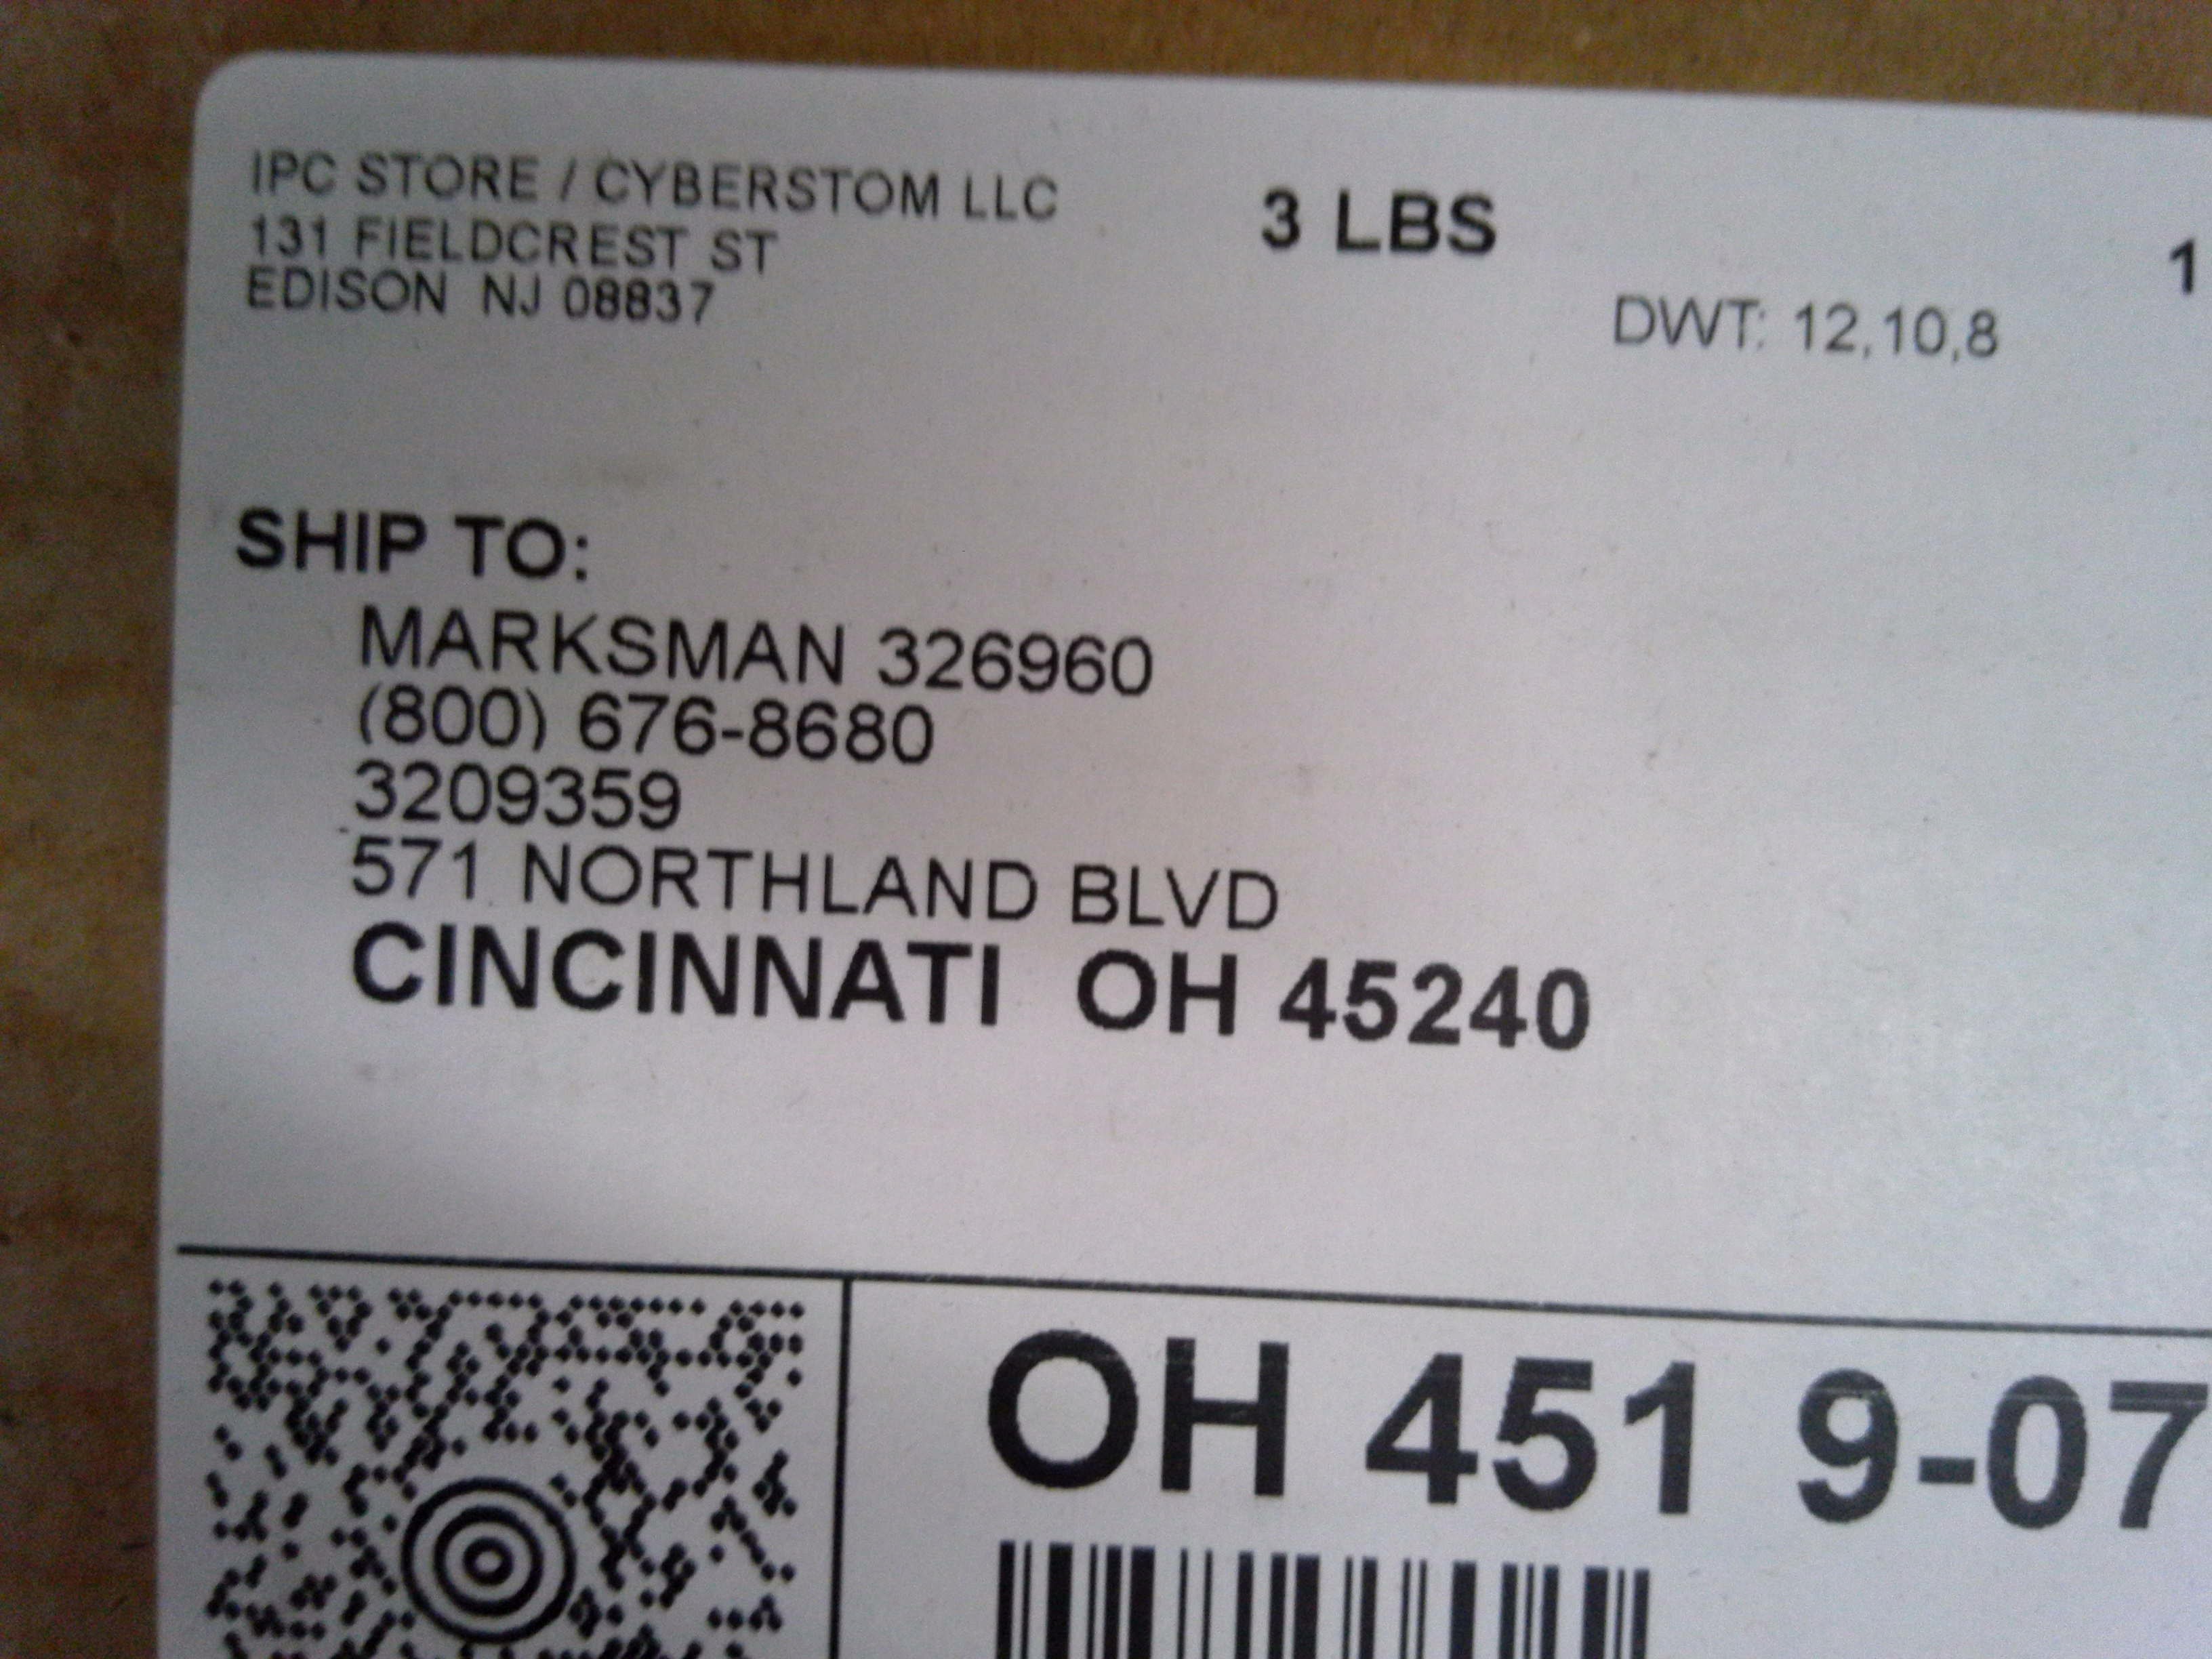 IPC STORE / CYBERSTOM LLC
131 FIELDCREST ST
EDISON  NJ 08837
3 LBS
1
DWT: 12,10,8
SHIP TO:
MARKSMAN 326960
(800) 676-8680
3209359
571 NORTHLAND BLVD
CINCINNATI  OH 45240
OH 451 9-07